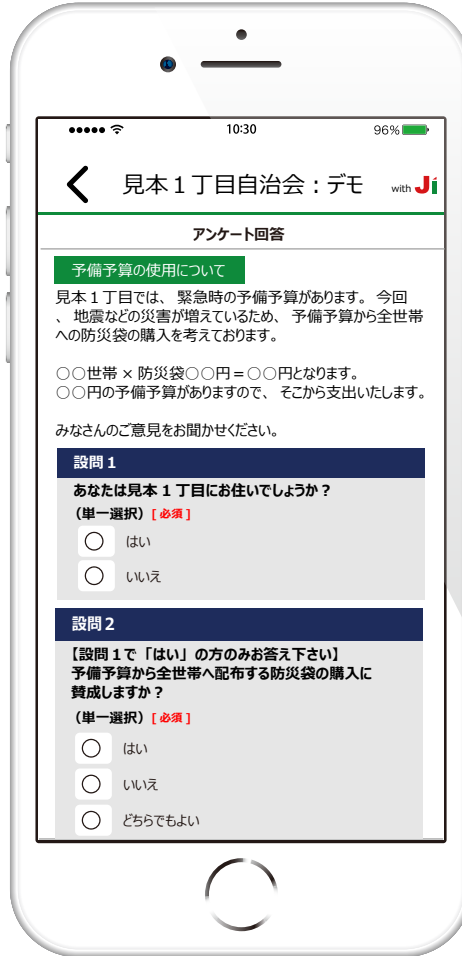 10:30
96%
見本１丁目自治会：デモ with Ji
アンケート回答
予備予算の使用について
見本１丁目では、緊急時の予備予算があります。今回
、地震などの災害が増えているため、予備予算から全世帯
への防災袋の購入を考えております。
○○世帯 × 防災袋○○円＝○○円となります。
○○円の予備予算がありますので、そこから支出いたします。
みなさんのご意見をお聞かせください。
設問１
あなたは見本 1 丁目にお住いでしょうか？
（単一選択）[ 必須 ]
はい
いいえ
設問２
【設問１で「はい」の方のみお答え下さい】
予備予算から全世帯へ配布する防災袋の購入に
賛成しますか？
（単一選択）[ 必須 ]
はい
いいえ
どちらでもよい